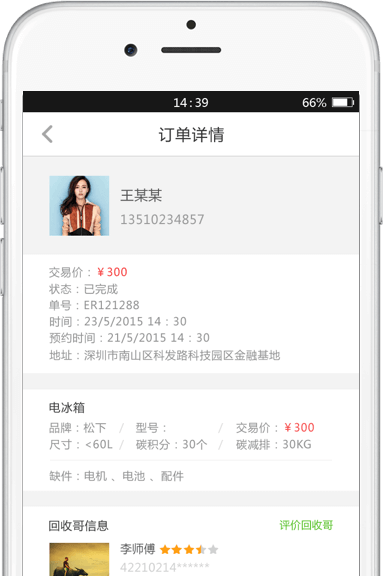 14:39
66%
订单详情
王某某
13510234857
交易价：￥300
状态：已完成
单号：ER121288
时间：23/5/2015 14：30
预约时间：21/5/2015 14：30
地址：深圳市南山区科发路科技园区金融基地
电冰箱
品牌：松下 / 型号： / 交易价：￥300
尺寸：<60L / 碳积分：30个 / 碳减排：30KG
缺件：电机 、电池 、配件
回收哥信息 评价回收哥
李师傅
42210214******